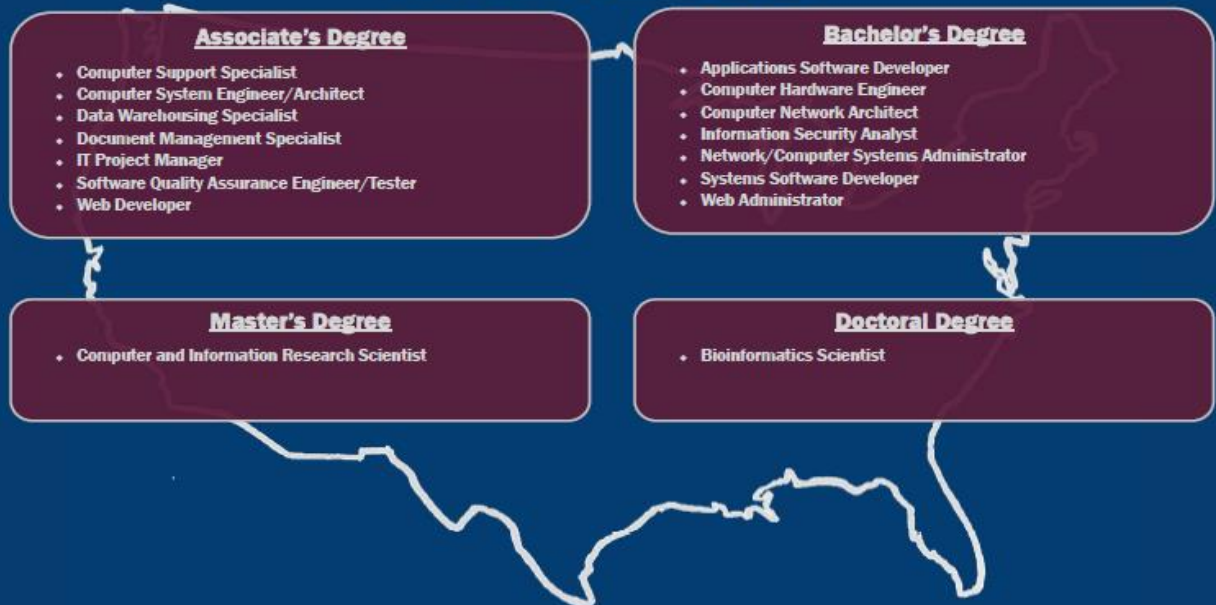 Associate's Degree
• Computer Support Specialist
• Computer System Engineer/Architect
• Data Warehousing Specialist
• Document Management Specialist
• IT Project Manager
• Software Quality Assurance Engineer/Tester
• Web Developer
Bachelor's Degree
• Applications Software Developer
• Computer Hardware Engineer
• Computer Network Architect
• Information Security Analyst
• Network/Computer Systems Administrator
• Systems Software Developer
• Web Administrator
Master's Degree
• Computer and Information Research Scientist
Doctoral Degree
• Bioinformatics Scientist